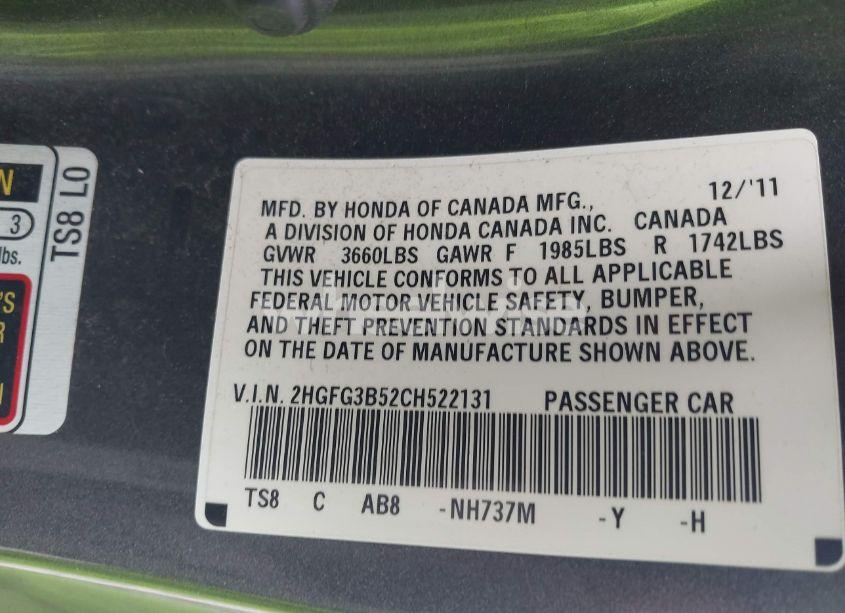 N
3
lbs.
'S
R
N
TS8 L0
MFD. BY HONDA OF CANADA MFG., 12/'11
A DIVISION OF HONDA CANADA INC. CANADA
GVWR 3660LBS GAWR F 1985LBS R 1742LBS
THIS VEHICLE CONFORMS TO ALL APPLICABLE
FEDERAL MOTOR VEHICLE SAFETY, BUMPER,
AND THEFT PREVENTION STANDARDS IN EFFECT
ON THE DATE OF MANUFACTURE SHOWN ABOVE.
V.I.N. 2HGFG3B52CH522131 PASSENGER CAR
TS8 C AB8 -NH737M -Y -H